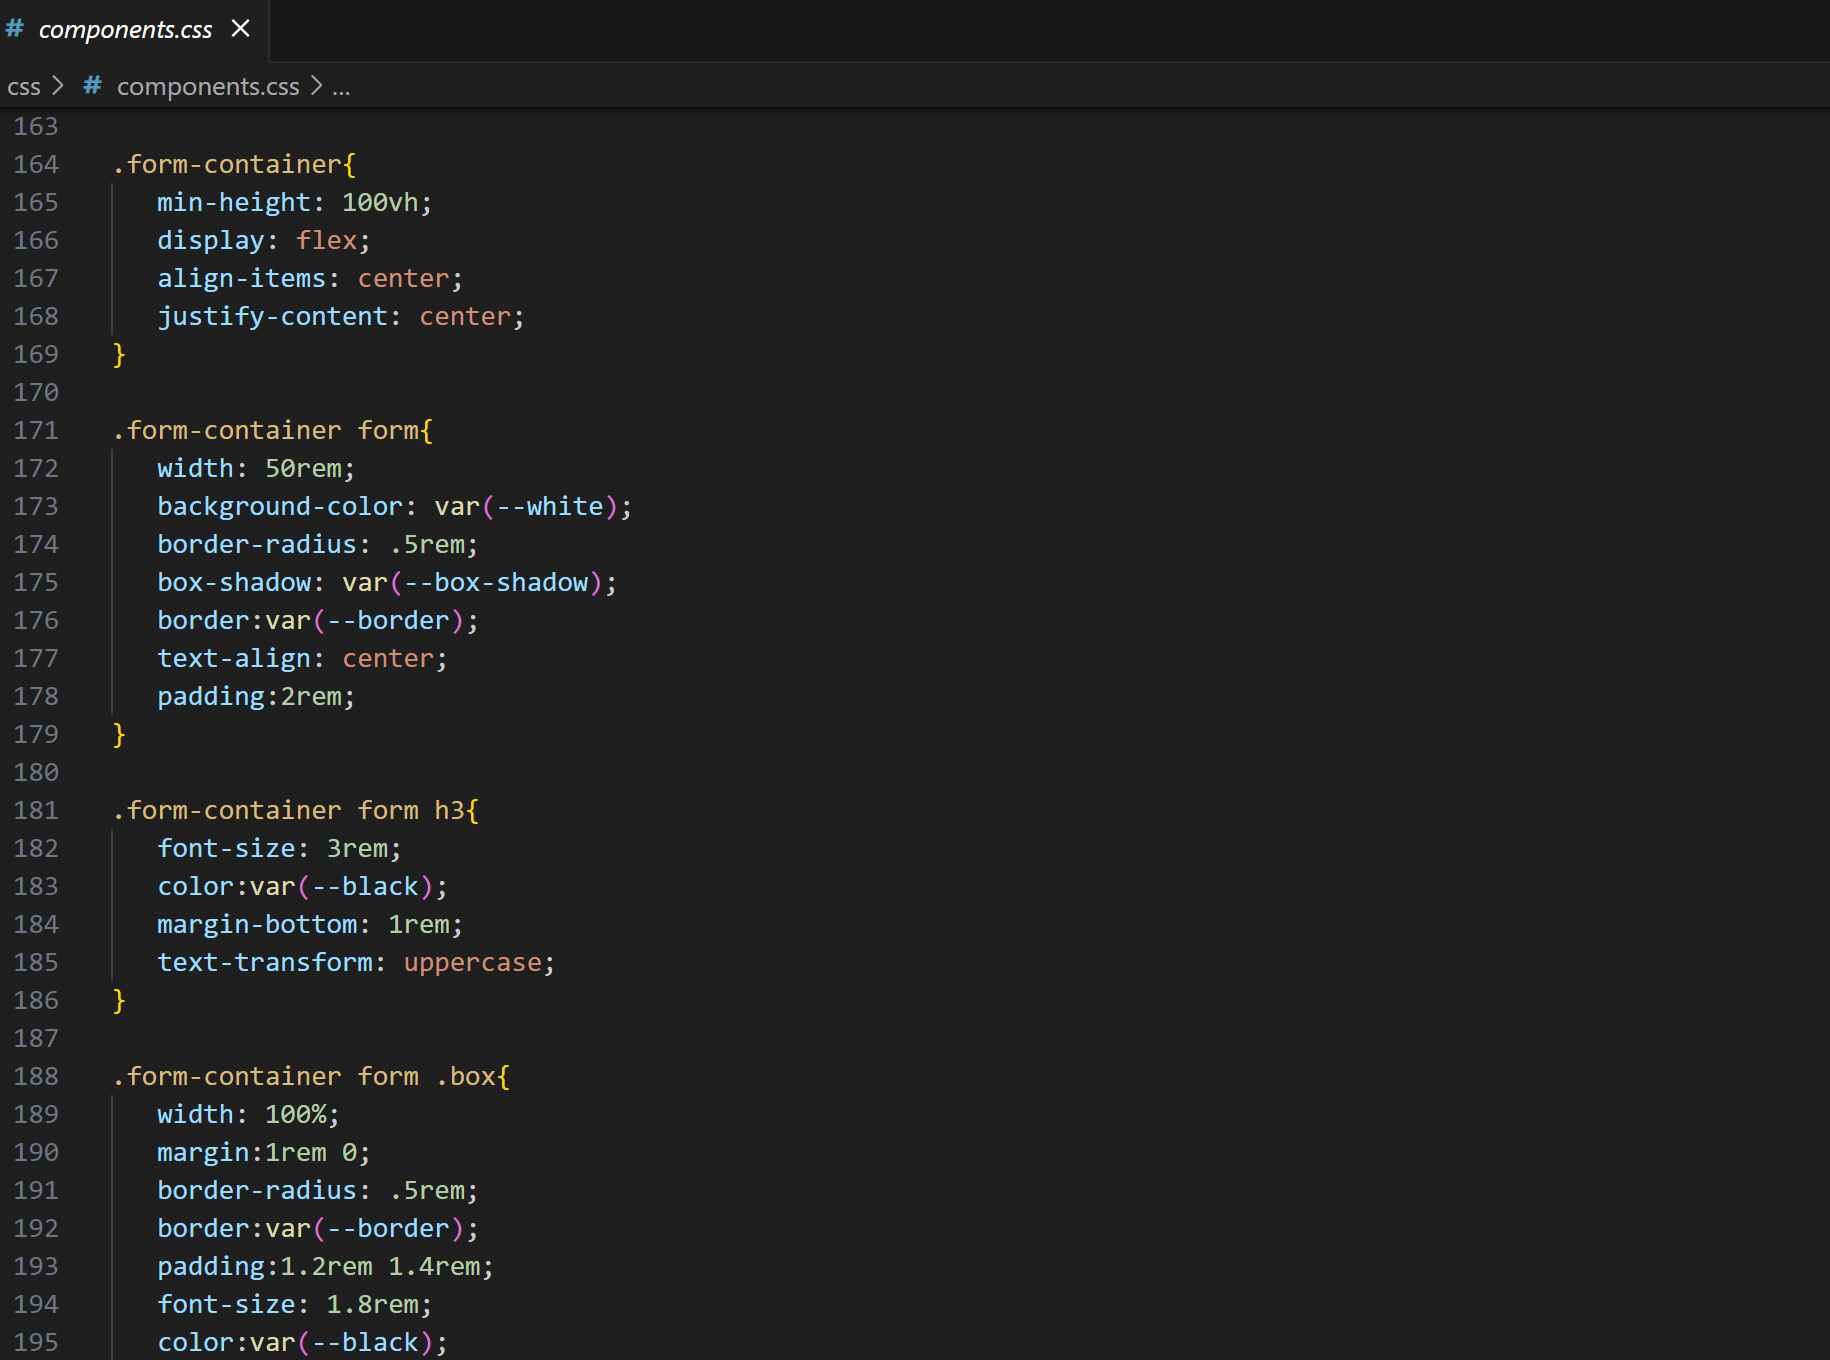 # components.css ×
css > # components.css > ...
163
164 .form-container{
165 min-height: 100vh;
166 display: flex;
167 align-items: center;
168 justify-content: center;
169 }
170
171 .form-container form{
172 width: 50rem;
173 background-color: var(--white);
174 border-radius: .5rem;
175 box-shadow: var(--box-shadow);
176 border:var(--border);
177 text-align: center;
178 padding:2rem;
179 }
180
181 .form-container form h3{
182 font-size: 3rem;
183 color:var(--black);
184 margin-bottom: 1rem;
185 text-transform: uppercase;
186 }
187
188 .form-container form .box{
189 width: 100%;
190 margin:1rem 0;
191 border-radius: .5rem;
192 border:var(--border);
193 padding:1.2rem 1.4rem;
194 font-size: 1.8rem;
195 color:var(--black);